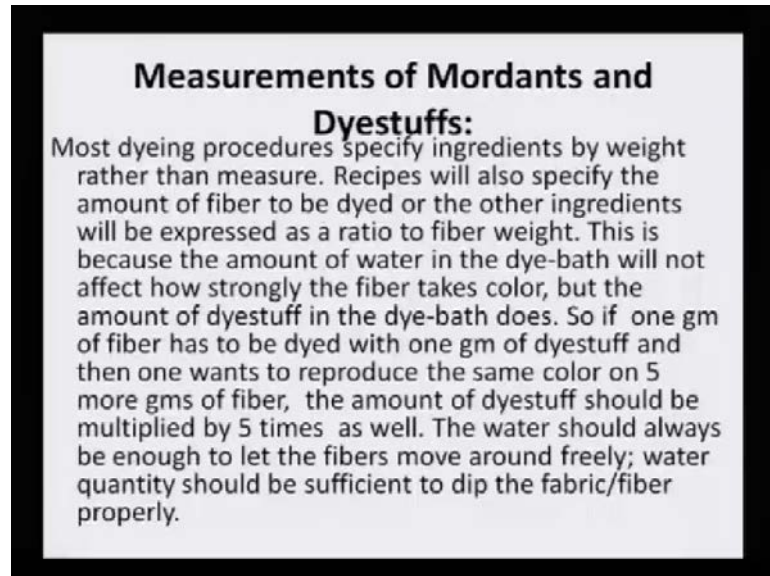 Measurements of Mordants and
Dyestuffs:
Most dyeing procedures specify ingredients by weight
rather than measure. Recipes will also specify the
amount of fiber to be dyed or the other ingredients
will be expressed as a ratio to fiber weight. This is
because the amount of water in the dye-bath will not
affect how strongly the fiber takes color, but the
amount of dyestuff in the dye-bath does. So if one gm
of fiber has to be dyed with one gm of dyestuff and
then one wants to reproduce the same color on 5
more gms of fiber, the amount of dyestuff should be
multiplied by 5 times as well. The water should always
be enough to let the fibers move around freely; water
quantity should be sufficient to dip the fabric/fiber
properly.